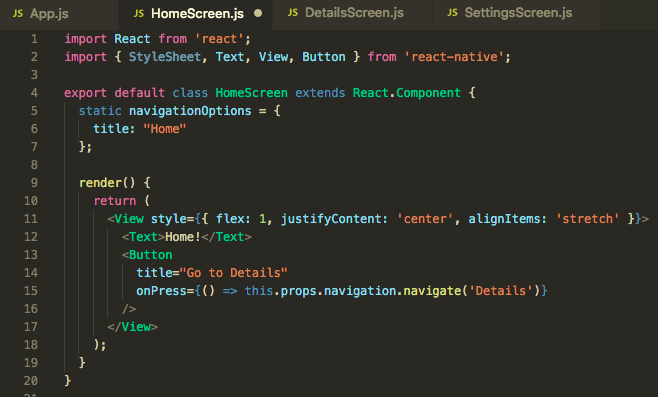 JS App.js JS HomeScreen.js JS DetailsScreen.js JS SettingsScreen.js
1 import React from 'react';
2 import { StyleSheet, Text, View, Button } from 'react-native';
3
4 export default class HomeScreen extends React.Component {
5   static navigationOptions = {
6     title: "Home"
7   };
8
9   render() {
10     return (
11       <View style={{ flex: 1, justifyContent: 'center', alignItems: 'stretch' }}>
12         <Text>Home!</Text>
13         <Button
14           title="Go to Details"
15           onPress={() => this.props.navigation.navigate('Details')}
16         />
17       </View>
18     );
19   }
20 }
21